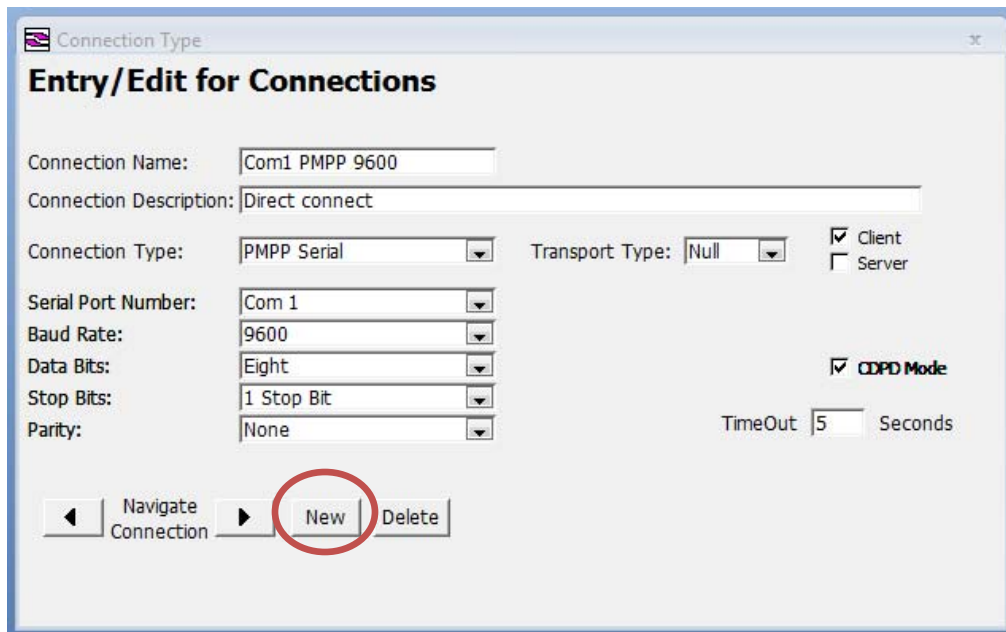 Connection Type
x
Entry/Edit for Connections
Connection Name: Com1 PMPP 9600
Connection Description: Direct connect
Connection Type: PMPP Serial Transport Type: Null Client
Server
Serial Port Number: Com 1
Baud Rate: 9600
Data Bits: Eight CDPD Mode
Stop Bits: 1 Stop Bit
Parity: None TimeOut 5 Seconds
Navigate
Connection New Delete